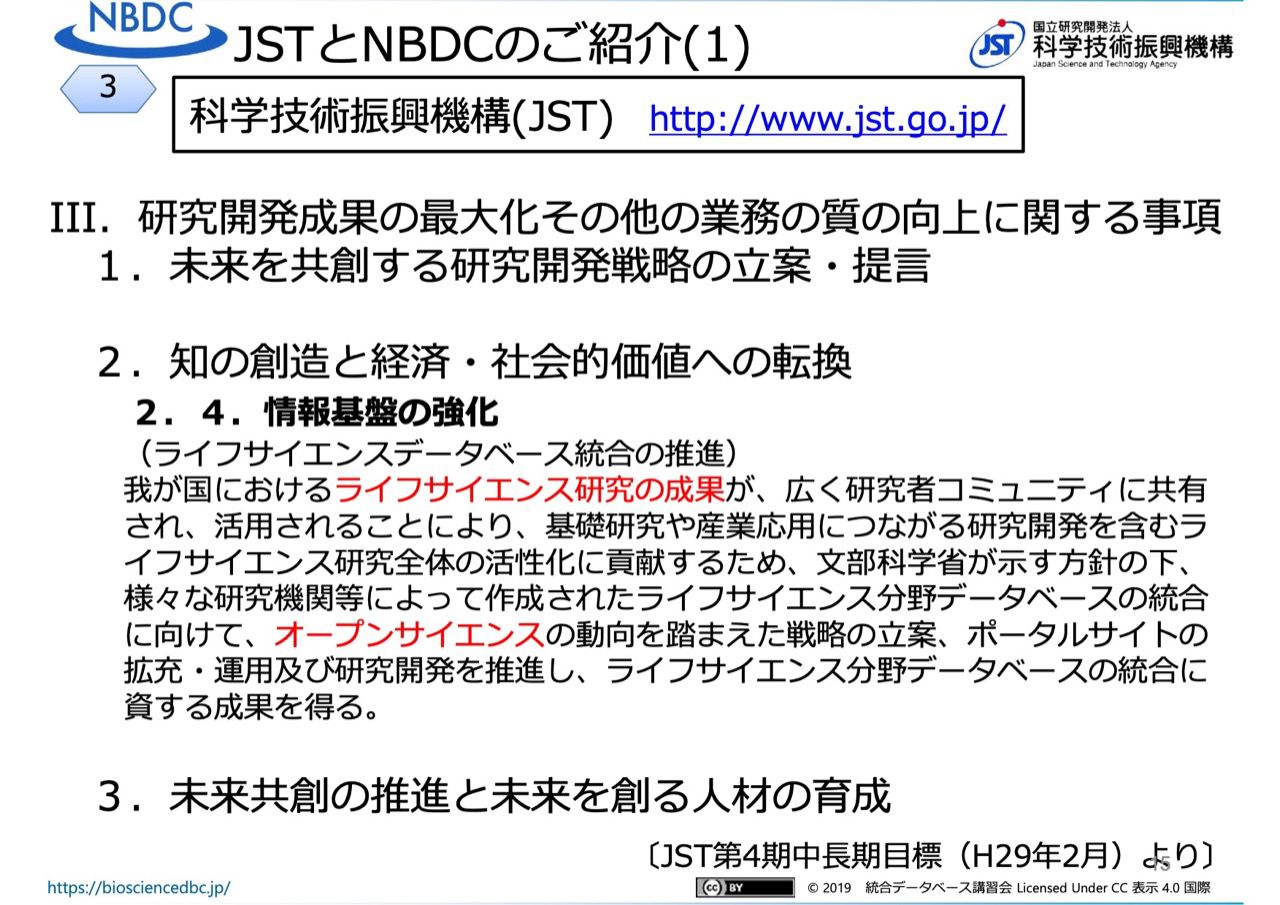 NBDC
JSTとNBDCのご紹介(1)
JST
国立研究開発法人
科学技術振興機構
Japan Science and Technology Agency
3
科学技術振興機構(JST) http://www.jst.go.jp/
III. 研究開発成果の最大化その他の業務の質の向上に関する事項
1．未来を共創する研究開発戦略の立案・提言
2．知の創造と経済・社会的価値への転換
2．4．情報基盤の強化
（ライフサイエンスデータベース統合の推進）
我が国におけるライフサイエンス研究の成果が、広く研究者コミュニティに共有
され、活用されることにより、基礎研究や産業応用につながる研究開発を含むラ
イフサイエンス研究全体の活性化に貢献するため、文部科学省が示す方針の下、
様々な研究機関等によって作成されたライフサイエンス分野データベースの統合
に向けて、オープンサイエンスの動向を踏まえた戦略の立案、ポータルサイトの
拡充・運用及び研究開発を推進し、ライフサイエンス分野データベースの統合に
資する成果を得る。
3．未来共創の推進と未来を創る人材の育成
〔JST第4期中長期目標（H29年2月）より〕
15
https://biosciencedbc.jp/
cc BY
© 2019 統合データベース講習会 Licensed Under CC 表示 4.0 国際